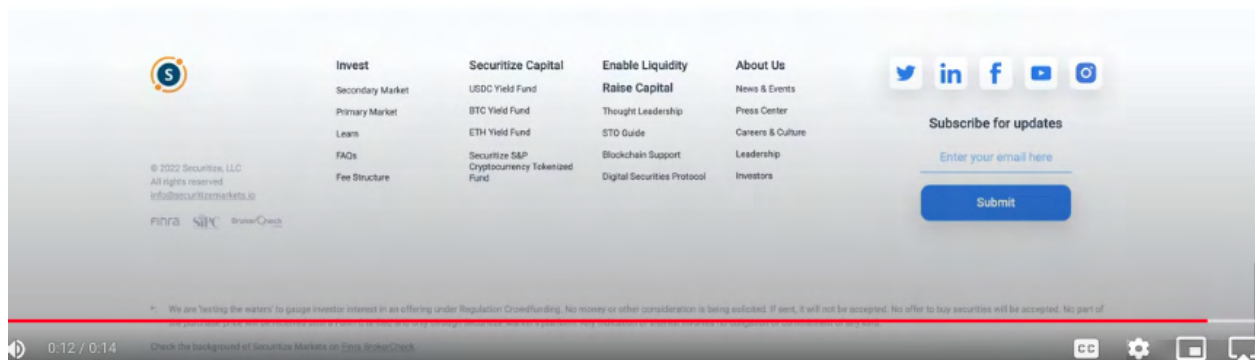 S
Invest
Secondary Market
Primary Market
Learn
FAQs
Fee Structure
Securitize Capital
USDC Yield Fund
BTC Yield Fund
ETH Yield Fund
Securitize S&P
Cryptocurrency Tokenized
Fund
Enable Liquidity
Raise Capital
Thought Leadership
STO Guide
Blockchain Support
Digital Securities Protocol
About Us
News & Events
Press Center
Careers & Culture
Leadership
Investors
in f
Subscribe for updates
Enter your email here
Submit
© 2022 Securitize, LLC
All rights reserved
info@securitizemarkets.io
Finra SIPC BrokerCheck
*. We are 'testing the waters' to gauge investor interest in an offering under Regulation Crowdfunding. No money or other consideration is being solicited. If sent, it will not be accepted. No offer to buy securities will be accepted. No part of
0:12 / 0:14
Check the background of Securitize Markets on Finra BrokerCheck.
CC